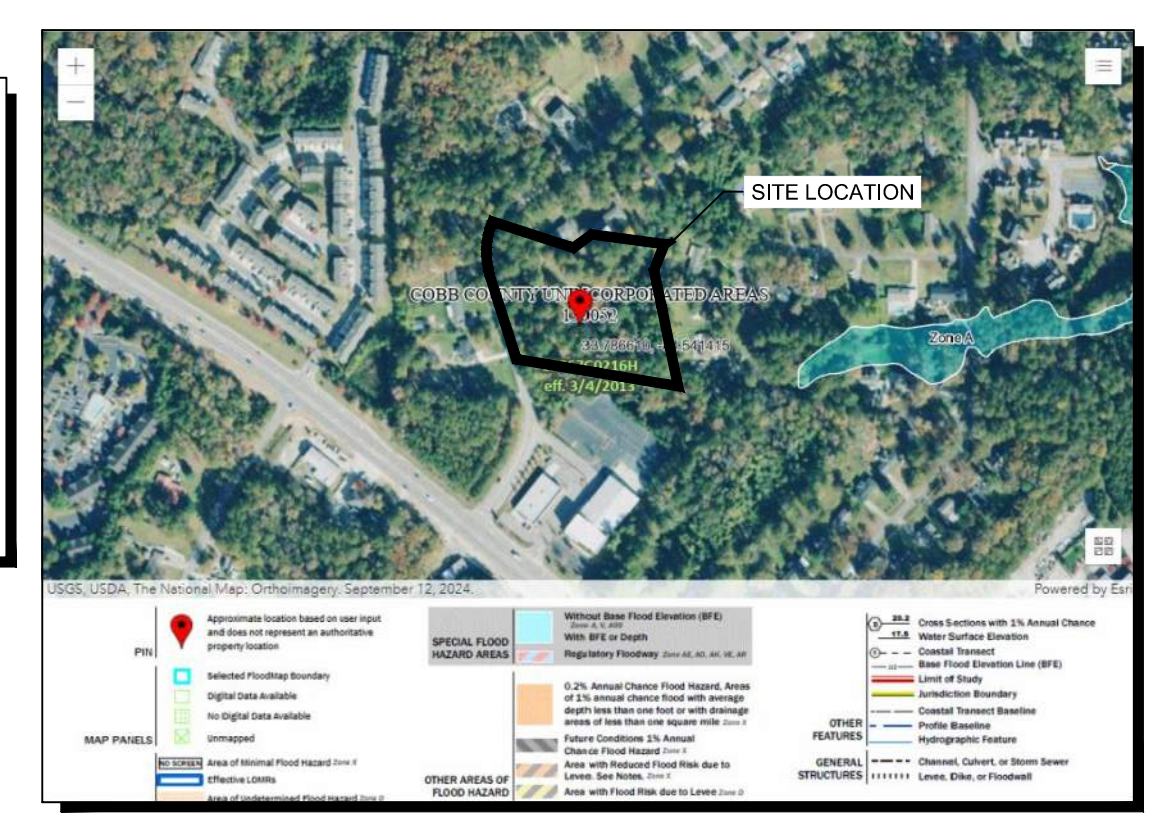 SITE LOCATION
COBB COUNTY UNINCORPORATED AREAS
eff. 3/4/2013
Zone A
USGS, USDA, The National Map: Orthoimagery. September 12, 2024.
Powered by Esri
PIN
Approximate location based on user input
and does not represent an authoritative
property location
MAP PANELS
Selected FloodMap Boundary
Digital Data Available
No Digital Data Available
Unmapped
NO SCREEN Area of Minimal Flood Hazard Zone X
Effective LOMRs
Area of Undetermined Flood Hazard Zone D
SPECIAL FLOOD
HAZARD AREAS
Without Base Flood Elevation (BFE)
Zone A, V, A99
With BFE or Depth
Regulatory Floodway Zone AE, AO, AH, VE, AR
0.2% Annual Chance Flood Hazard, Areas
of 1% annual chance flood with average
depth less than one foot or with drainage
areas of less than one square mile Zone X
Future Conditions 1% Annual
Chance Flood Hazard Zone X
Area with Reduced Flood Risk due to
Levee. See Notes. Zone X
Area with Flood Risk due to Levee Zone D
OTHER AREAS OF
FLOOD HAZARD
20.2 Cross Sections with 1% Annual Chance
17.5 Water Surface Elevation
Coastal Transect
Base Flood Elevation Line (BFE)
Limit of Study
Jurisdiction Boundary
Coastal Transect Baseline
OTHER
FEATURES
Profile Baseline
Hydrographic Feature
GENERAL
STRUCTURES
Channel, Culvert, or Storm Sewer
Levee, Dike, or Floodwall